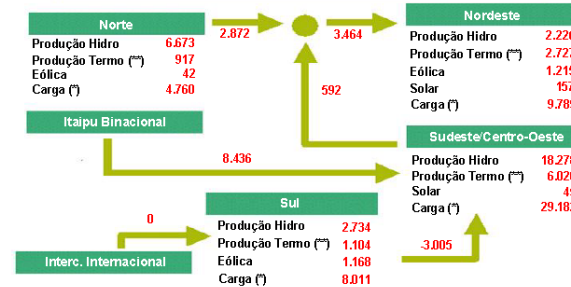 Norte
Produção Hidro 6.673
Produção Termo (**) 917
Eólica 42
Carga (*) 4.760
2.872
3.464
Nordeste
Produção Hidro
Produção Termo (**)
Eólica
Solar
Carga (*)
592
Itaipu Binacional
8.436
Sudeste/Centro-Oeste
Produção Hidro
Produção Termo (**)
Solar
Carga (*)
Sul
Produção Hidro 2.734
Produção Termo (**) 1.104
Eólica 1.168
Carga (*) 8.011
0
Interc. Internacional
-3.005